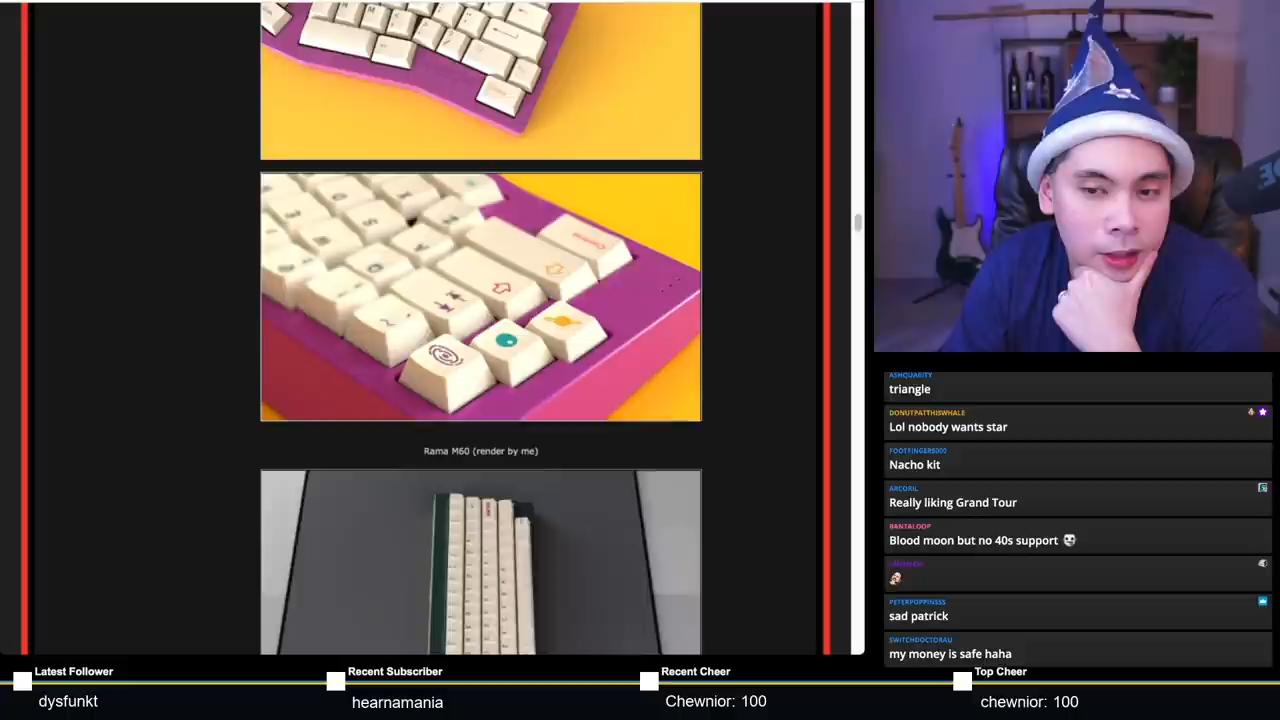 Rama M60 (render by me)
ASHQUARITY
triangle
DONUTPATTHISWHALE
Lol nobody wants star
FOOTFINGERS000
Nacho kit
ARCORIL
Really liking Grand Tour
BANTALOOP
Blood moon but no 40s support
PETERPOPPINSSS
sad patrick
SWITCHDOCTORAU
my money is safe haha
Latest Follower
dysfunkt
Recent Subscriber
hearnamania
Recent Cheer
Chewnior: 100
Top Cheer
chewnior: 100